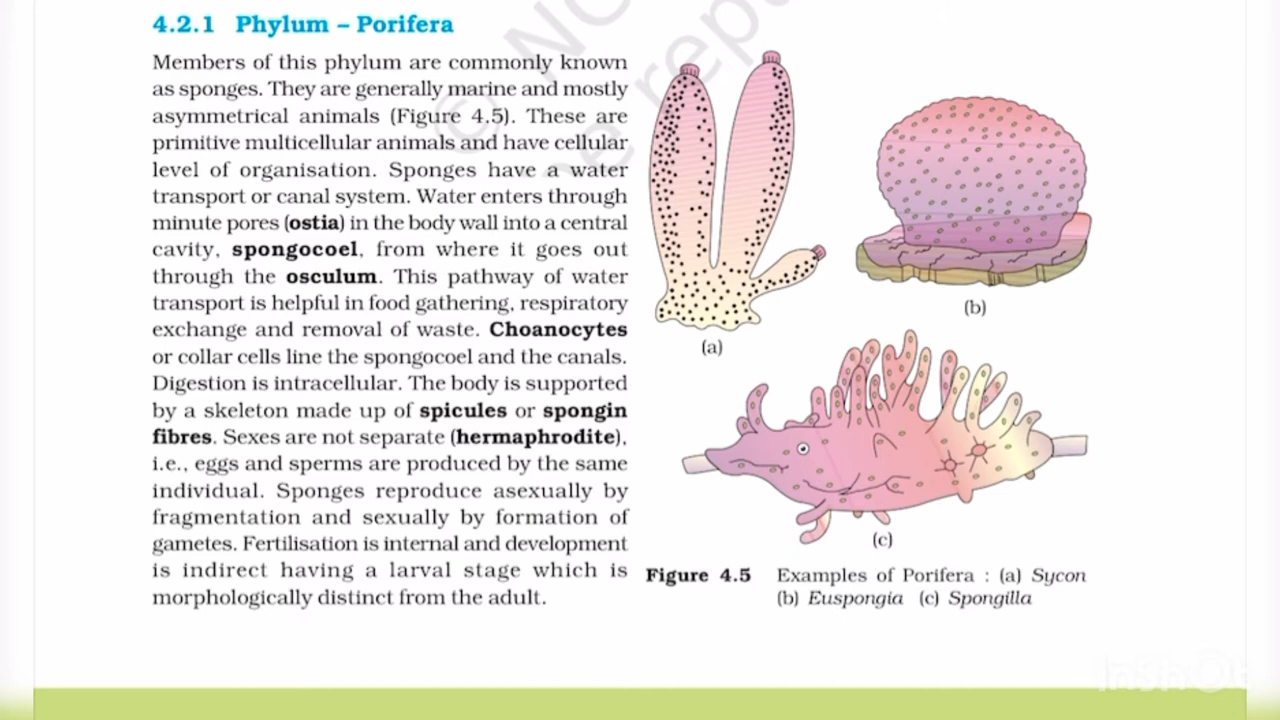 4.2.1 Phylum – Porifera
Members of this phylum are commonly known
as sponges. They are generally marine and mostly
asymmetrical animals (Figure 4.5). These are
primitive multicellular animals and have cellular
level of organisation. Sponges have a water
transport or canal system. Water enters through
minute pores (ostia) in the body wall into a central
cavity, spongocoel, from where it goes out
through the osculum. This pathway of water
transport is helpful in food gathering, respiratory
exchange and removal of waste. Choanocytes
or collar cells line the spongocoel and the canals.
Digestion is intracellular. The body is supported
by a skeleton made up of spicules or spongin
fibres. Sexes are not separate (hermaphrodite),
i.e., eggs and sperms are produced by the same
individual. Sponges reproduce asexually by
fragmentation and sexually by formation of
gametes. Fertilisation is internal and development
is indirect having a larval stage which is
morphologically distinct from the adult.
(a)
(b)
(c)
Figure 4.5 Examples of Porifera : (a) Sycon
(b) Euspongia (c) Spongilla
InShOt